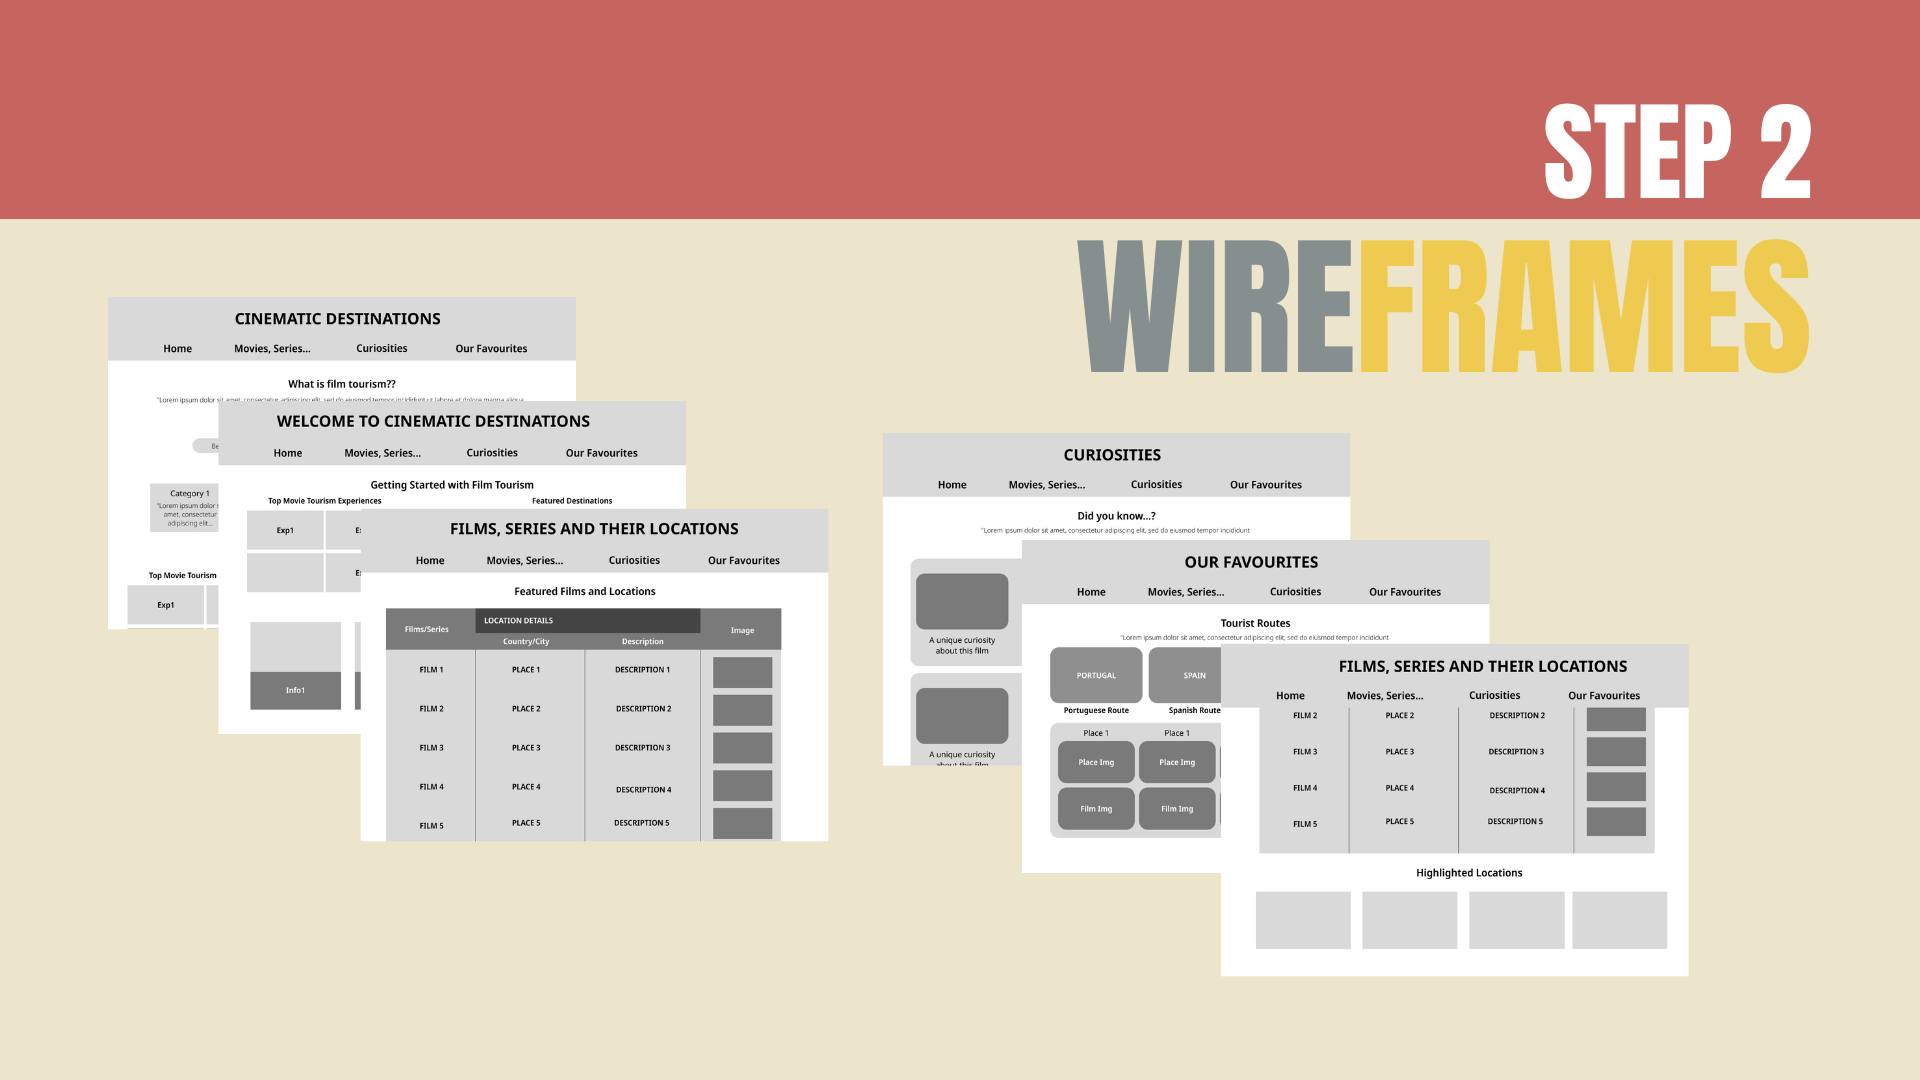 STEP 2
WIREFRAMES
CINEMATIC DESTINATIONS
Home Movies, Series... Curiosities Our Favourites
What is film tourism??
"Lorem ipsum dolor sit amet, consectetur adipiscing elit, sed do eiusmod tempor incididunt ut labore et dolore magna aliqua
Be
Category 1
"Lorem ipsum dolor s
amet, consectetur
adipiscing elit...
Top Movie Tourism
Exp1
WELCOME TO CINEMATIC DESTINATIONS
Home Movies, Series... Curiosities Our Favourites
Getting Started with Film Tourism
Top Movie Tourism Experiences Featured Destinations
Exp1
Info1
FILMS, SERIES AND THEIR LOCATIONS
Home Movies, Series... Curiosities Our Favourites
Featured Films and Locations
Films/Series LOCATION DETAILS Image
Country/City Description
FILM 1 PLACE 1 DESCRIPTION 1
FILM 2 PLACE 2 DESCRIPTION 2
FILM 3 PLACE 3 DESCRIPTION 3
FILM 4 PLACE 4 DESCRIPTION 4
FILM 5 PLACE 5 DESCRIPTION 5
CURIOSITIES
Home Movies, Series... Curiosities Our Favourites
Did you know...?
"Lorem ipsum dolor sit amet, consectetur adipiscing elit, sed do eiusmod tempor incididunt
A unique curiosity
about this film
A unique curiosity
about this film
OUR FAVOURITES
Home Movies, Series... Curiosities Our Favourites
Tourist Routes
"Lorem ipsum dolor sit amet, consectetur adipiscing elit, sed do eiusmod tempor incididunt
PORTUGAL SPAIN
Portuguese Route Spanish Route
Place 1 Place 1
Place Img Place Img
Film Img Film Img
FILMS, SERIES AND THEIR LOCATIONS
Home Movies, Series... Curiosities Our Favourites
FILM 2 PLACE 2 DESCRIPTION 2
FILM 3 PLACE 3 DESCRIPTION 3
FILM 4 PLACE 4 DESCRIPTION 4
FILM 5 PLACE 5 DESCRIPTION 5
Highlighted Locations